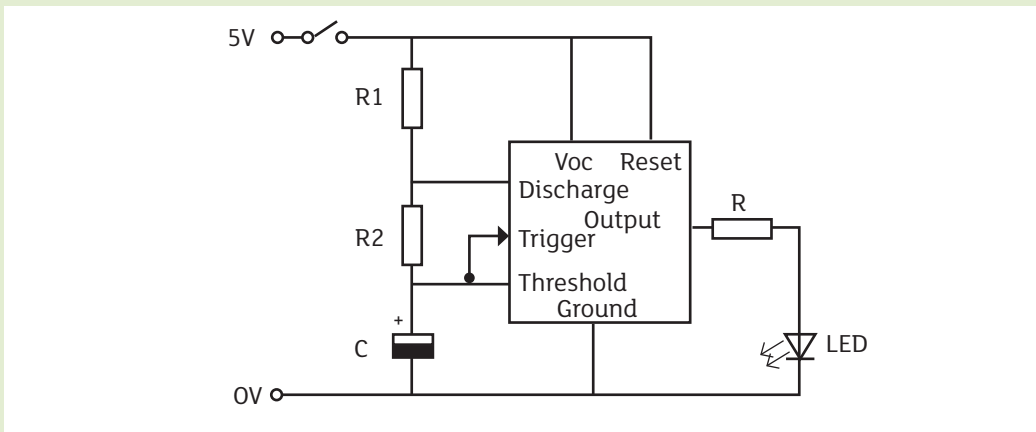 5V
R1
Voc Reset
Discharge
R
Output
R2
Trigger
Threshold
Ground
+
C
LED
0V